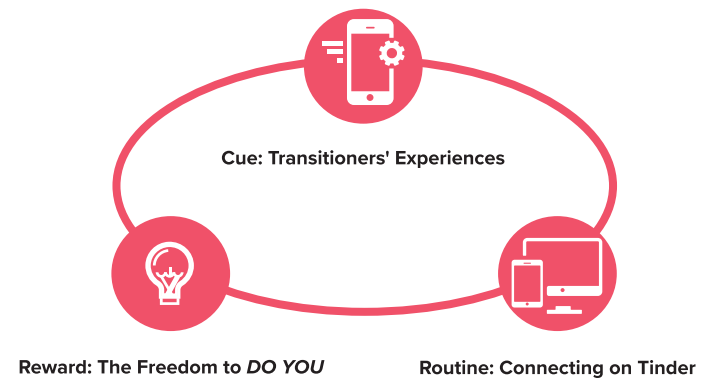 Cue: Transitioners' Experiences
Reward: The Freedom to DO YOU
Routine: Connecting on Tinder